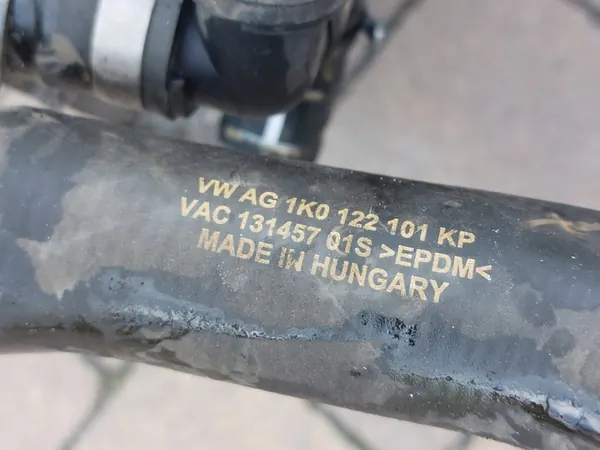 VW AG 1K0 122 101 KP
VAC 131457 01S >EPDM<
MADE IN HUNGARY